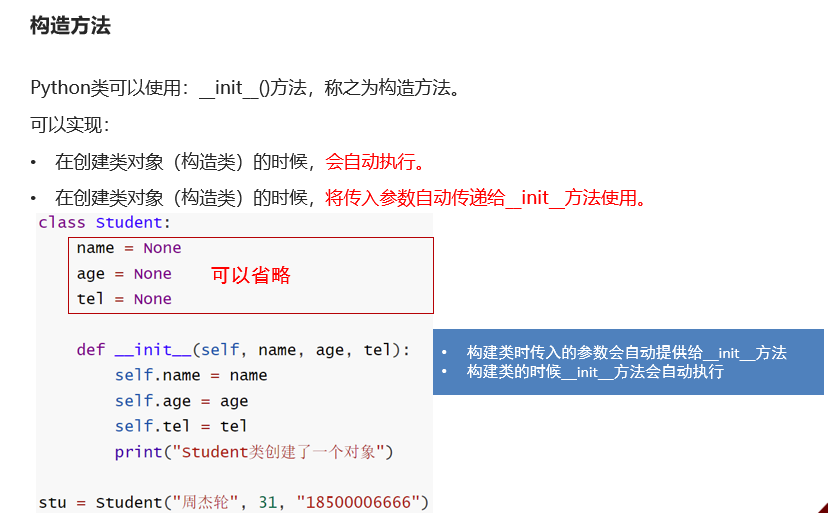 构造方法
Python类可以使用：__init__()方法，称之为构造方法。
可以实现：
• 在创建类对象（构造类）的时候，会自动执行。
• 在创建类对象（构造类）的时候，将传入参数自动传递给__init__方法使用。
class Student:
    name = None
    age = None
    tel = None
可以省略
    def __init__(self, name, age, tel):
        self.name = name
        self.age = age
        self.tel = tel
        print("Student类创建了一个对象")
• 构建类时传入的参数会自动提供给__init__方法
• 构建类的时候__init__方法会自动执行
stu = Student("周杰轮", 31, "18500006666")